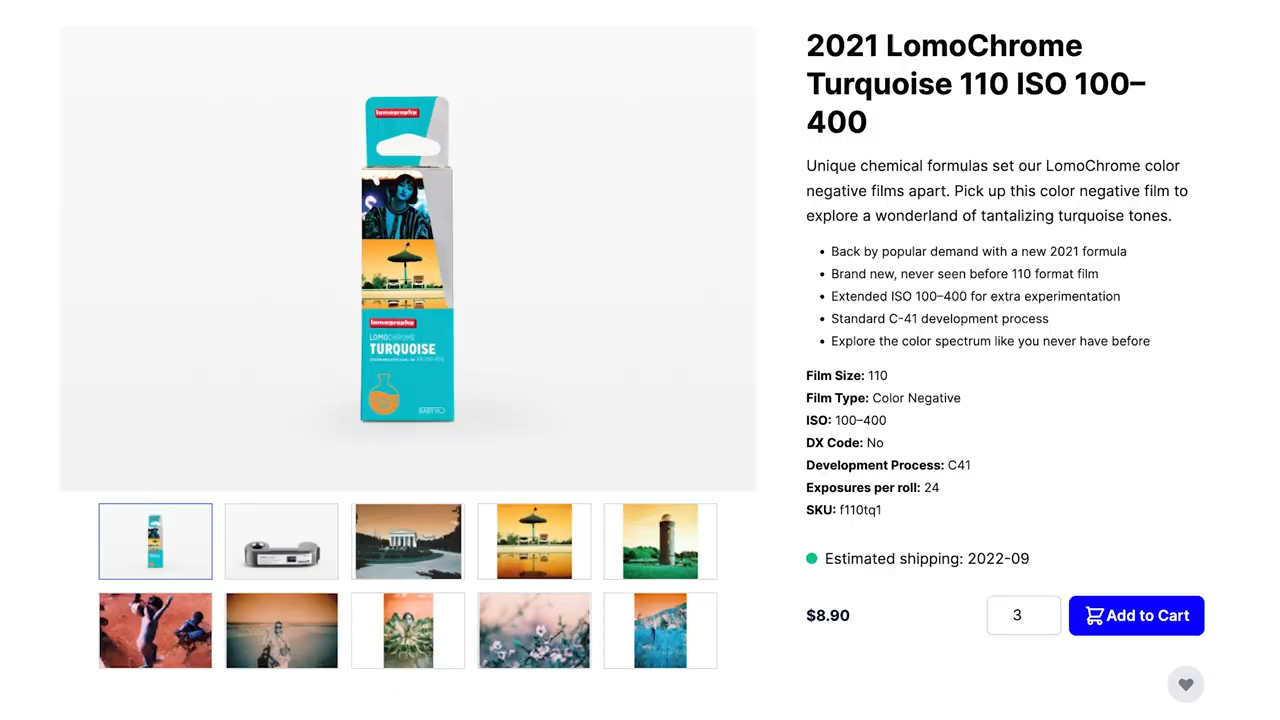 2021 LomoChrome
Turquoise 110 ISO 100–
400
Unique chemical formulas set our LomoChrome color
negative films apart. Pick up this color negative film to
explore a wonderland of tantalizing turquoise tones.
• Back by popular demand with a new 2021 formula
• Brand new, never seen before 110 format film
• Extended ISO 100–400 for extra experimentation
• Standard C-41 development process
• Explore the color spectrum like you never have before
Film Size: 110
Film Type: Color Negative
ISO: 100–400
DX Code: No
Development Process: C41
Exposures per roll: 24
SKU: f110tq1
Estimated shipping: 2022-09
$8.90
3
Add to Cart
lomography
lomography
LOMOCHROME
TURQUOISE